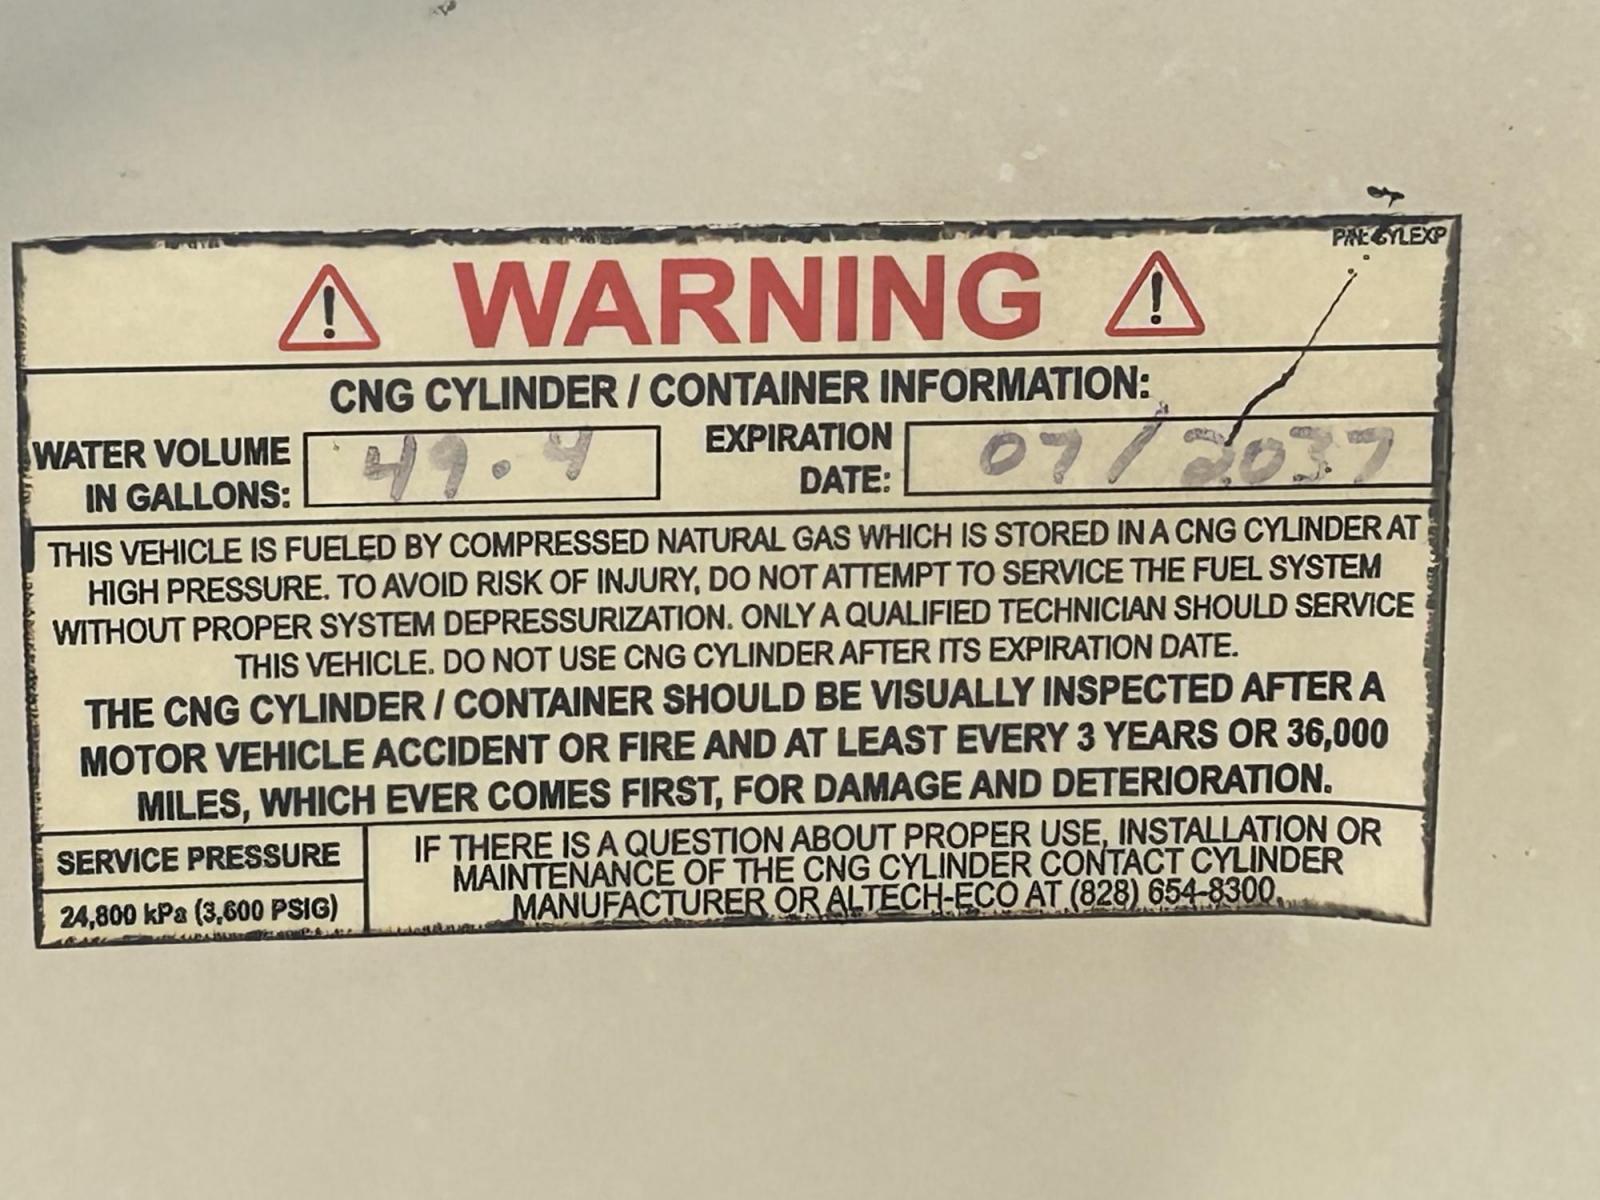 P/N: CYLEXP
WARNING
CNG CYLINDER / CONTAINER INFORMATION:
WATER VOLUME
IN GALLONS:
49.4
EXPIRATION
DATE:
07/2037
THIS VEHICLE IS FUELED BY COMPRESSED NATURAL GAS WHICH IS STORED IN A CNG CYLINDER AT
HIGH PRESSURE. TO AVOID RISK OF INJURY, DO NOT ATTEMPT TO SERVICE THE FUEL SYSTEM
WITHOUT PROPER SYSTEM DEPRESSURIZATION. ONLY A QUALIFIED TECHNICIAN SHOULD SERVICE
THIS VEHICLE. DO NOT USE CNG CYLINDER AFTER ITS EXPIRATION DATE.
THE CNG CYLINDER / CONTAINER SHOULD BE VISUALLY INSPECTED AFTER A
MOTOR VEHICLE ACCIDENT OR FIRE AND AT LEAST EVERY 3 YEARS OR 36,000
MILES, WHICH EVER COMES FIRST, FOR DAMAGE AND DETERIORATION.
SERVICE PRESSURE
24,800 kPa (3,600 PSIG)
IF THERE IS A QUESTION ABOUT PROPER USE, INSTALLATION OR
MAINTENANCE OF THE CNG CYLINDER CONTACT CYLINDER
MANUFACTURER OR ALTECH-ECO AT (828) 654-8300.